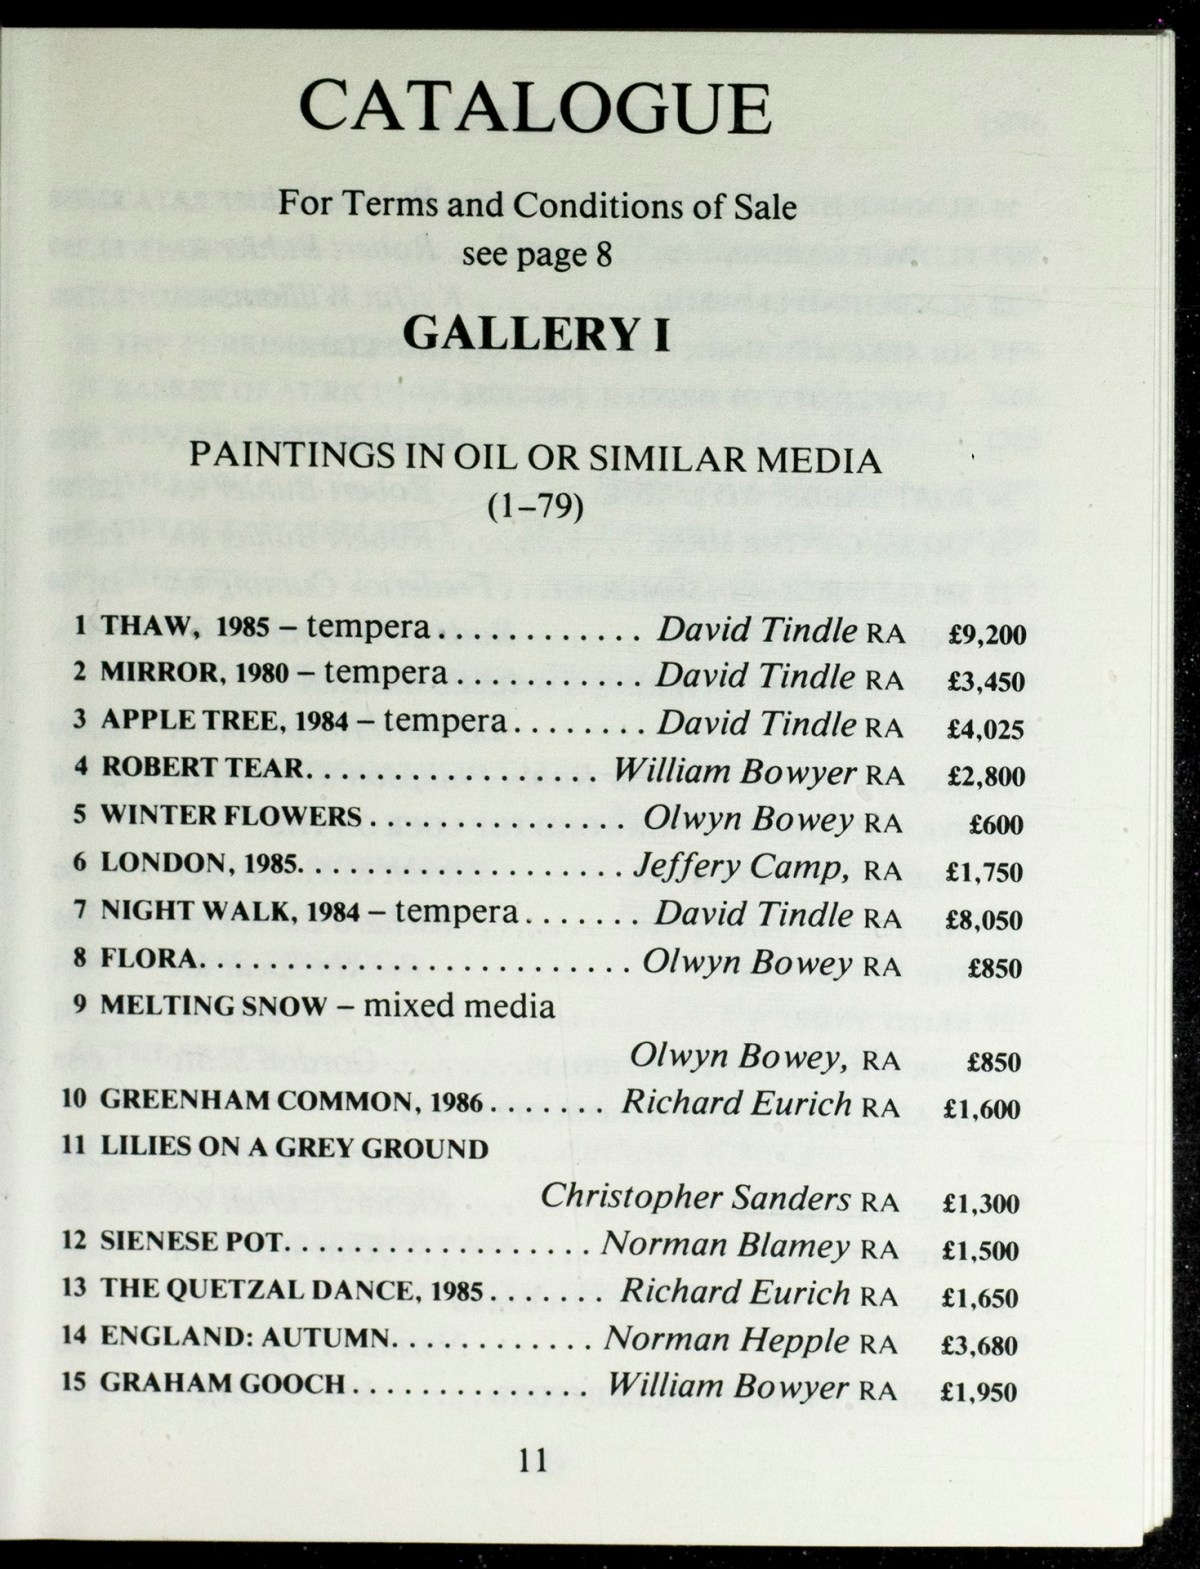 CATALOGUE
For Terms and Conditions of Sale
see page 8
GALLERY I
PAINTINGS IN OIL OR SIMILAR MEDIA
(1–79)
1 THAW, 1985 – tempera............ David Tindle RA £9,200
2 MIRROR, 1980 – tempera........... David Tindle RA £3,450
3 APPLE TREE, 1984 – tempera........ David Tindle RA £4,025
4 ROBERT TEAR................. William Bowyer RA £2,800
5 WINTER FLOWERS............... Olwyn Bowey RA £600
6 LONDON, 1985................... Jeffery Camp, RA £1,750
7 NIGHT WALK, 1984 – tempera....... David Tindle RA £8,050
8 FLORA......................... Olwyn Bowey RA £850
9 MELTING SNOW – mixed media
Olwyn Bowey, RA £850
10 GREENHAM COMMON, 1986....... Richard Eurich RA £1,600
11 LILIES ON A GREY GROUND
Christopher Sanders RA £1,300
12 SIENESE POT.................. Norman Blamey RA £1,500
13 THE QUETZAL DANCE, 1985....... Richard Eurich RA £1,650
14 ENGLAND: AUTUMN............ Norman Hepple RA £3,680
15 GRAHAM GOOCH.............. William Bowyer RA £1,950
11